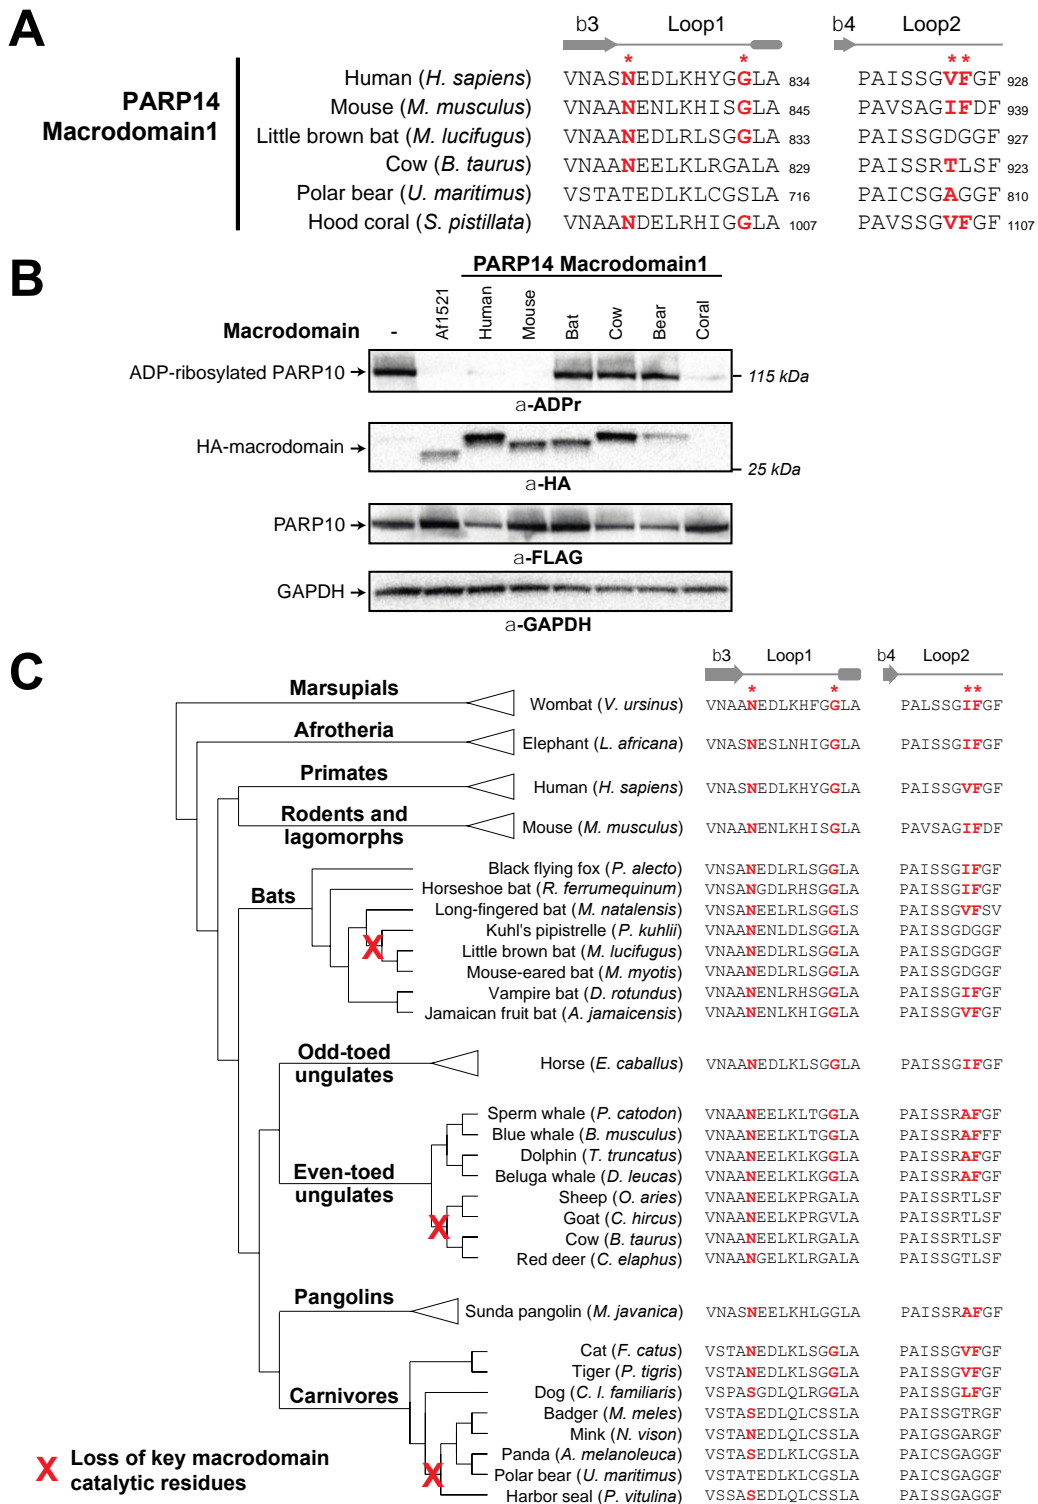 A
b3 Loop1 b4 Loop2
* * * *
PARP14 Macrodomain1
Human (H. sapiens) VNASNEDLKHYGGLA 834 PAISSGVFGF 928
Mouse (M. musculus) VNAANENLKHISGLA 845 PAVSAGIFDF 939
Little brown bat (M. lucifugus) VNAANEDLRLSGGLA 833 PAISSGDGGF 927
Cow (B. taurus) VNAANEELKLRGALA 829 PAISSRTLSF 923
Polar bear (U. maritimus) VSTATEDLKLCGSLA 716 PAICSGAGGF 810
Hood coral (S. pistillata) VNAANDELRHIGGLA 1007 PAVSSGVFGF 1107
B
PARP14 Macrodomain1
Macrodomain - Af1521 Human Mouse Bat Cow Bear Coral
ADP-ribosylated PARP10 115 kDa
a-ADPr
HA-macrodomain 25 kDa
a-HA
PARP10
a-FLAG
GAPDH
a-GAPDH
C
b3 Loop1 b4 Loop2
* * * *
Marsupials Wombat (V. ursinus) VNAANEDLKHFGGLA PALSSGIFGF
Afrotheria Elephant (L. africana) VNASNESLNHIGGLA PAISSGIFGF
Primates Human (H. sapiens) VNASNEDLKHYGGLA PAISSGVFGF
Rodents and lagomorphs Mouse (M. musculus) VNAANENLKHISGLA PAVSAGIFDF
Bats
Black flying fox (P. alecto) VNSANEDLRLSGGLA PAISSGIFGF
Horseshoe bat (R. ferrumequinum) VNSANGDLRHSGGLA PAISSGIFGF
Long-fingered bat (M. natalensis) VNSANEELRLSGGLS PAISSGVFSV
Kuhl's pipistrelle (P. kuhlii) VNAANENLDLSGGLA PAISSGDGGF
Little brown bat (M. lucifugus) VNAANEDLRLSGGLA PAISSGDGGF
Mouse-eared bat (M. myotis) VNAANEDLRLSGGLA PAISSGDGGF
Vampire bat (D. rotundus) VNAANENLRHSGGLA PAISSGIFGF
Jamaican fruit bat (A. jamaicensis) VNAANENLKHIGGLA PAISSGVFGF
Odd-toed ungulates Horse (E. caballus) VNAANEDLKLSGGLA PAISSGIFGF
Even-toed ungulates
Sperm whale (P. catodon) VNAANEELKLTGGLA PAISSRAFGF
Blue whale (B. musculus) VNAANEELKLTGGLA PAISSRAFFF
Dolphin (T. truncatus) VNAANEELKLKGGLA PAISSRAFGF
Beluga whale (D. leucas) VNAANEELKLKGGLA PAISSRAFGF
Sheep (O. aries) VNAANEELKPRGALA PAISSRTLSF
Goat (C. hircus) VNAANEELKPRGVLA PAISSRTLSF
Cow (B. taurus) VNAANEELKLRGALA PAISSRTLSF
Red deer (C. elaphus) VNAANGELKLRGALA PAISSGTLSF
Pangolins Sunda pangolin (M. javanica) VNASNEELKHLGGLA PAISSRAFGF
Carnivores
Cat (F. catus) VSTANEDLKLSGGLA PAISSGVFGF
Tiger (P. tigris) VSTANEDLKLSGGLA PAISSGVFGF
Dog (C. l. familiaris) VSPASGDLQLRGGLA PAISSGLFGF
Badger (M. meles) VSTASEDLQLCSSLA PAISSGTRGF
Mink (N. vison) VSTANEDLQLCSSLA PAIGSGARGF
Panda (A. melanoleuca) VSTASEDLKLCGSLA PAICSGAGGF
Polar bear (U. maritimus) VSTATEDLKLCGSLA PAICSGAGGF
Harbor seal (P. vitulina) VSSASEDLQLCSSLA PAISSGAGGF
X X X
X Loss of key macrodomain catalytic residues